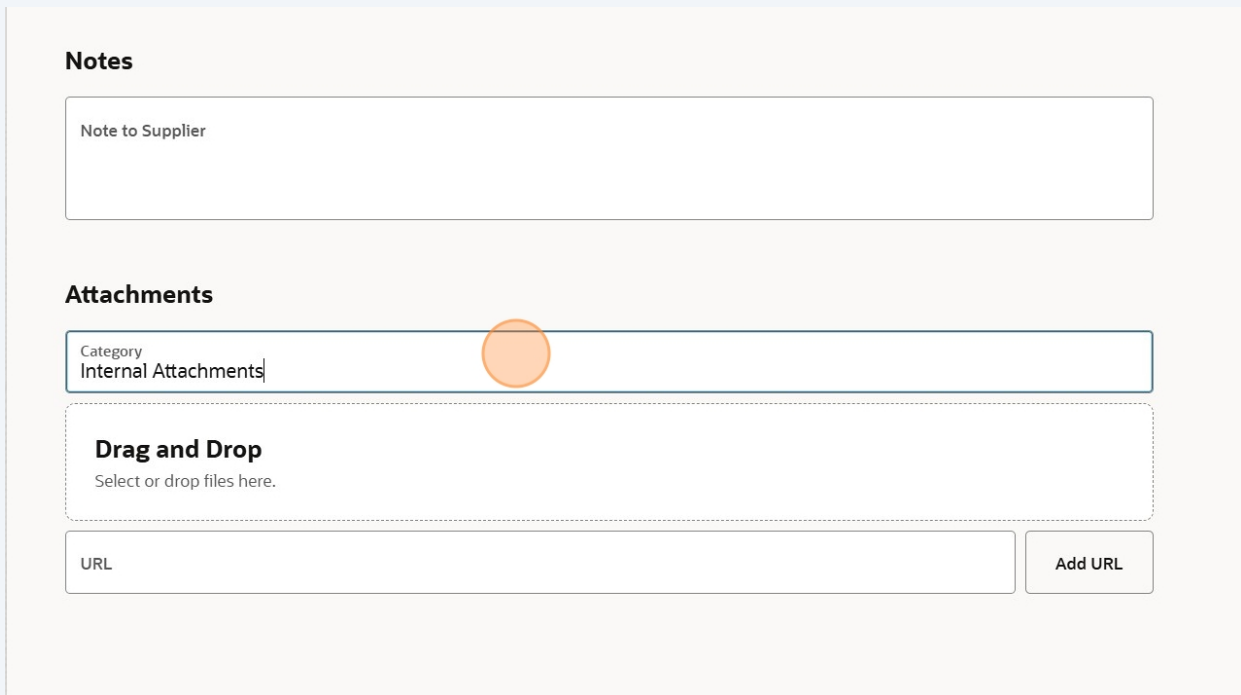 Notes
Note to Supplier
Attachments
Category
Internal Attachments
Drag and Drop
Select or drop files here.
URL
Add URL